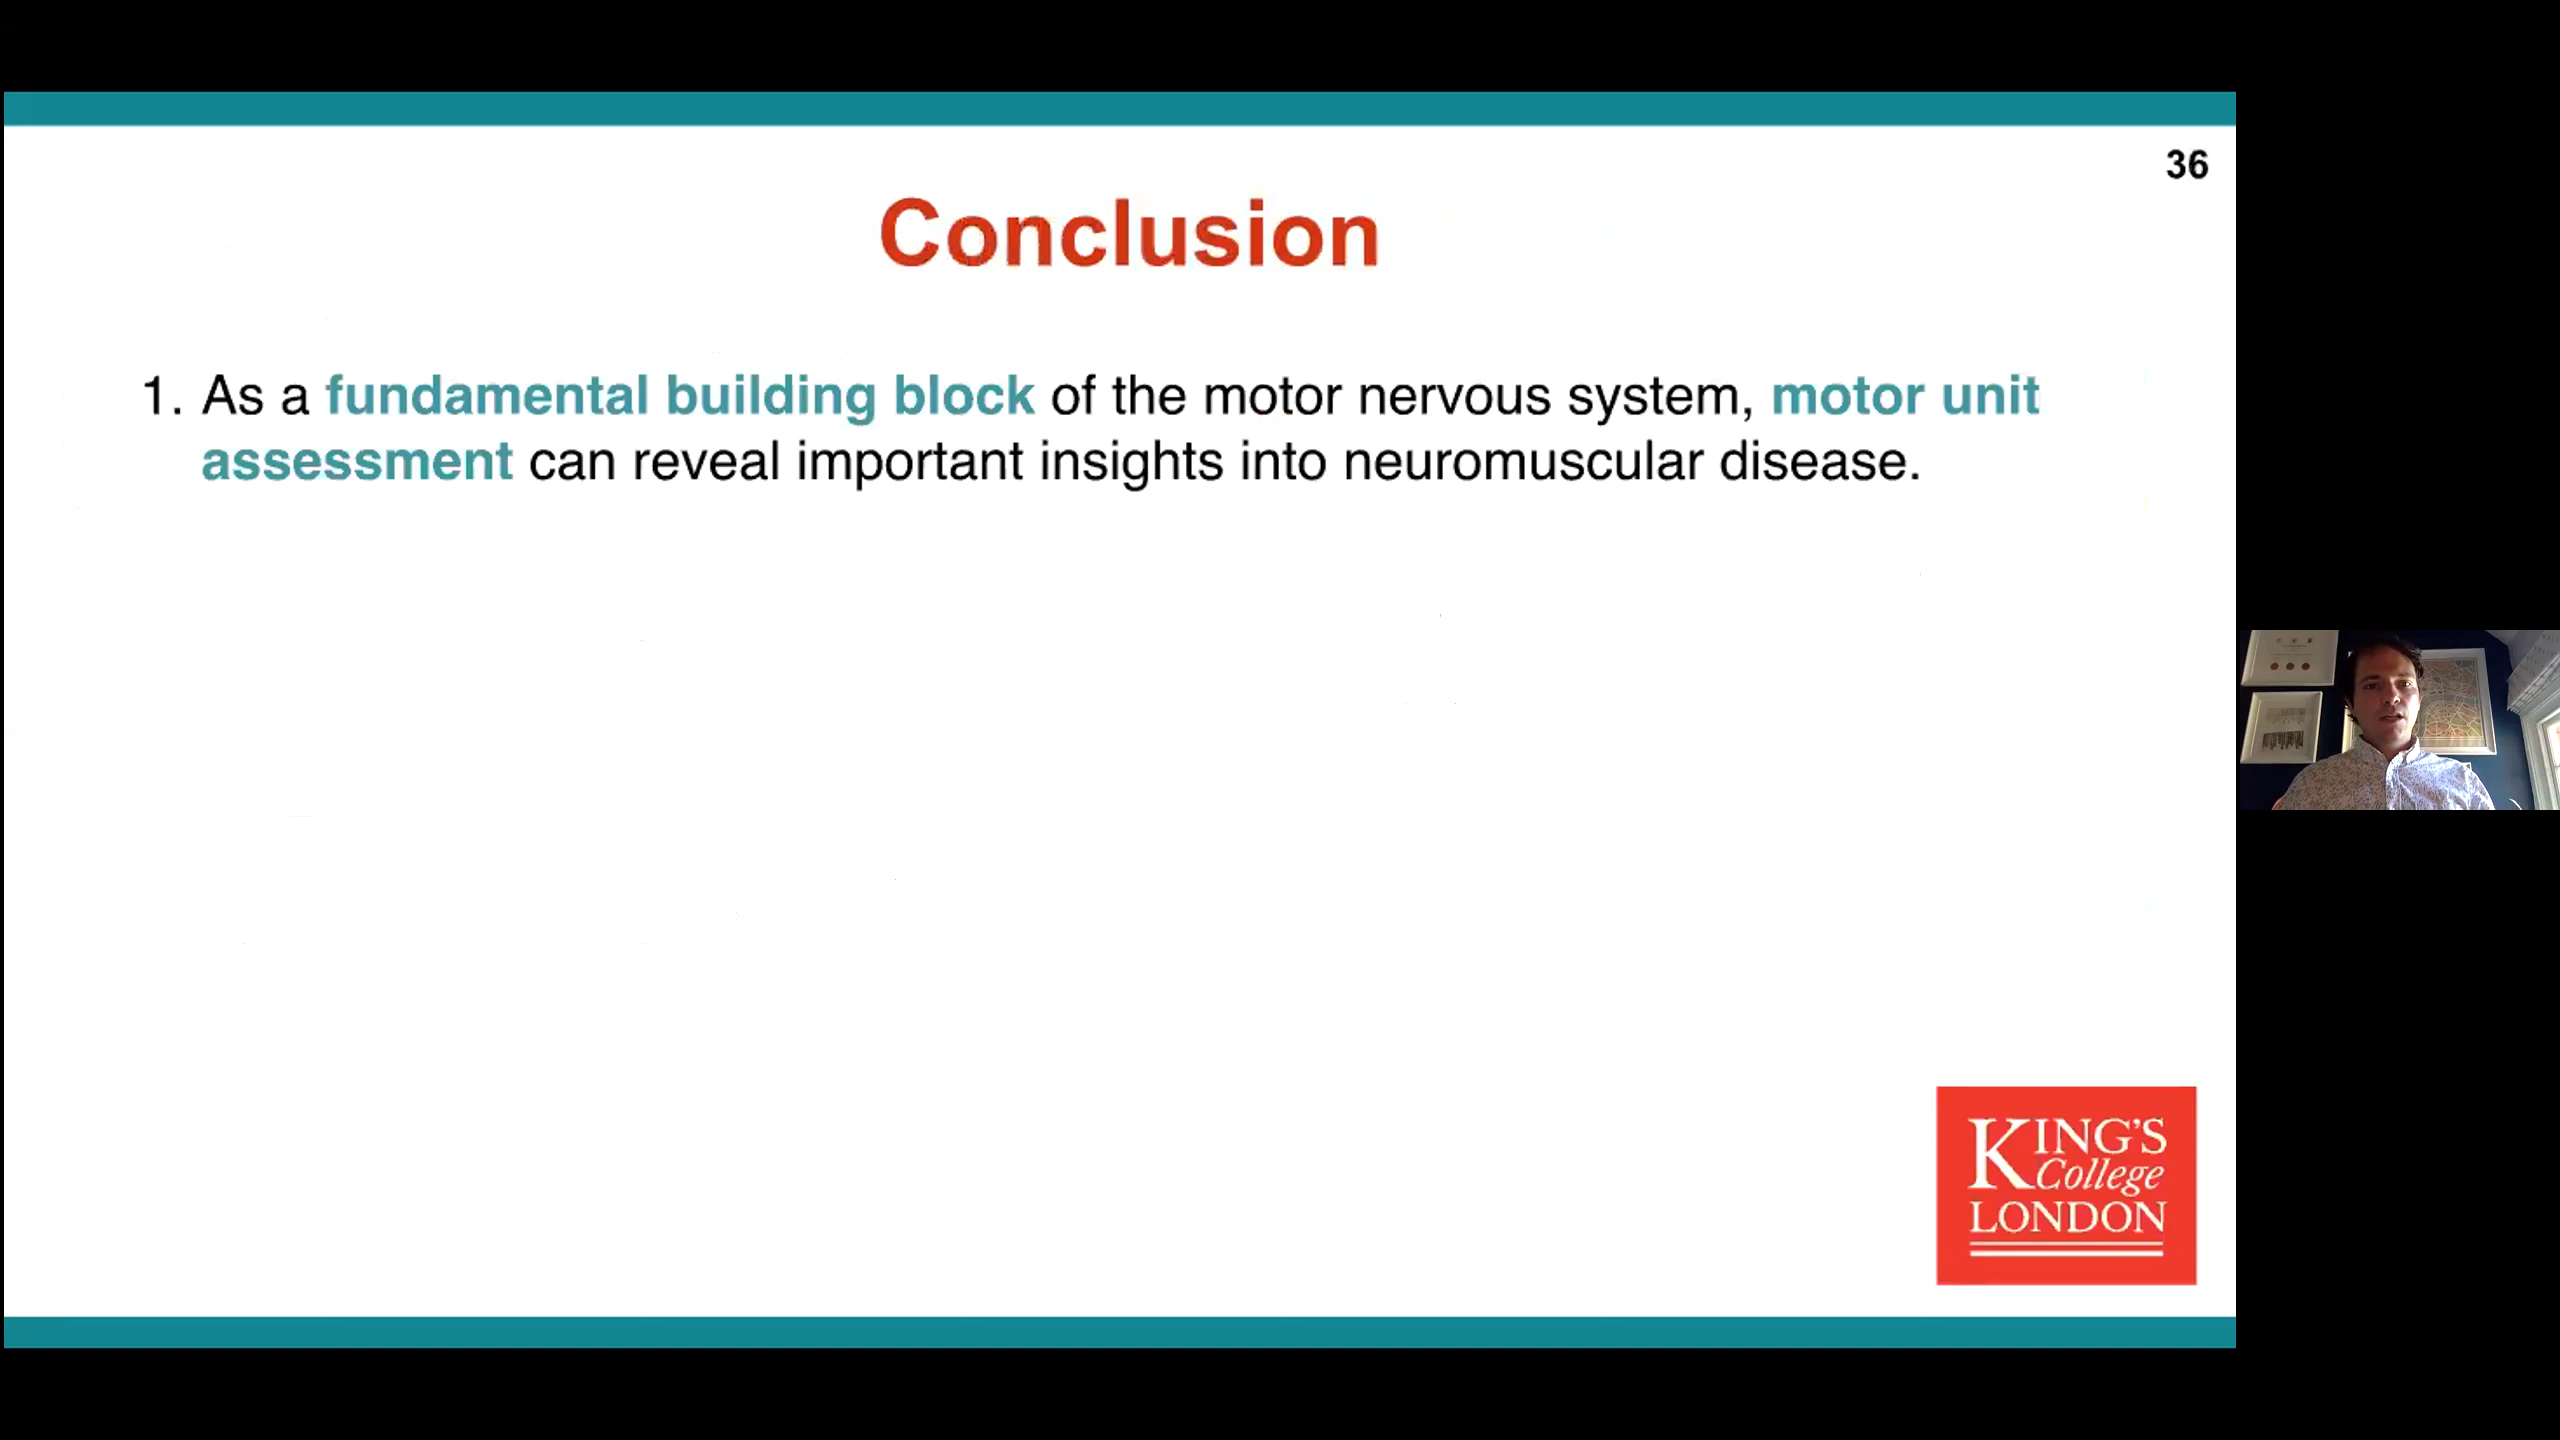 36
Conclusion
1. As a fundamental building block of the motor nervous system, motor unit
assessment can reveal important insights into neuromuscular disease.
KING'S
College
LONDON